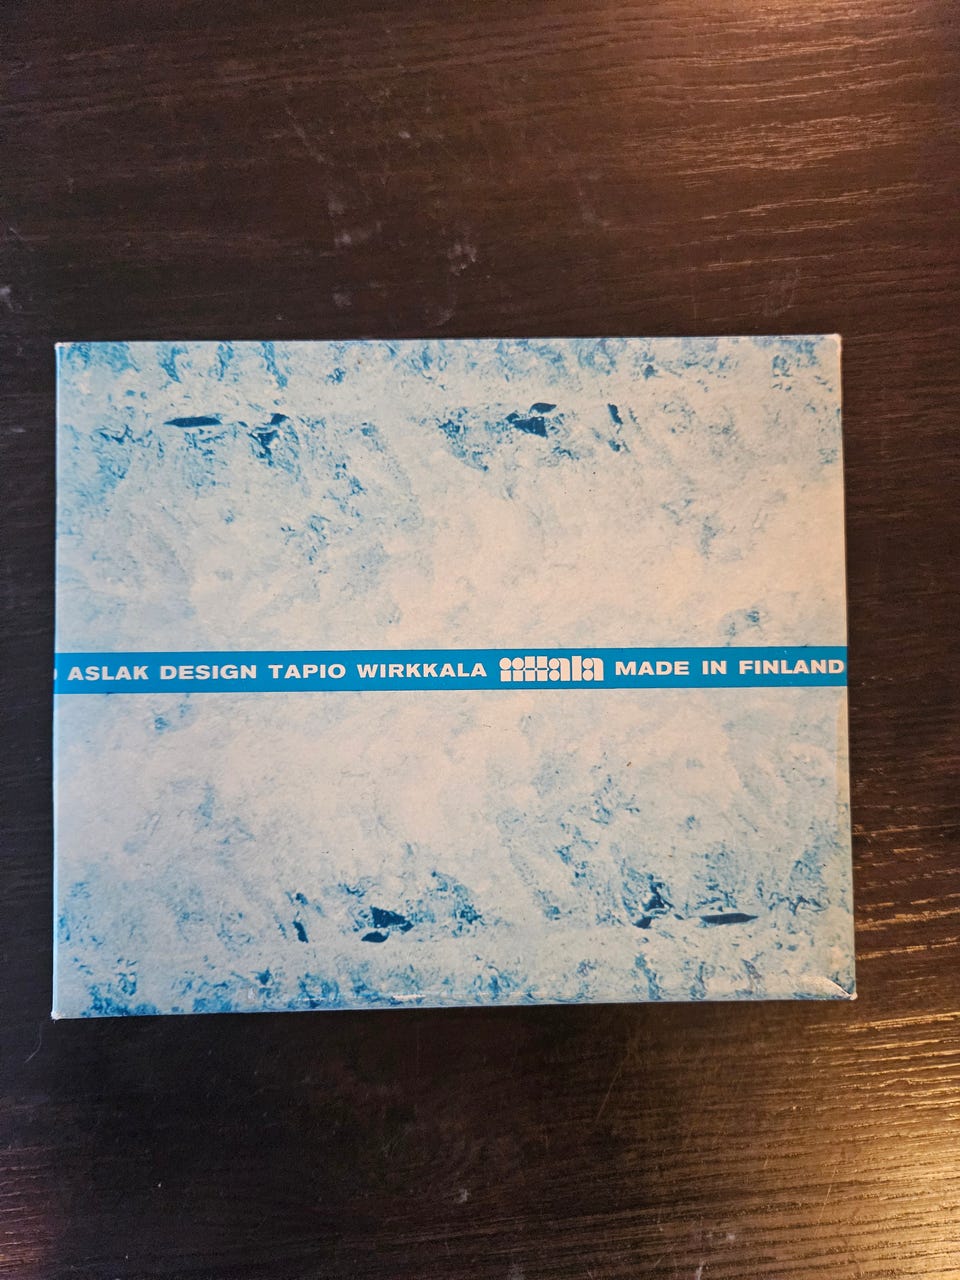 ASLAK DESIGN TAPIO WIRKKALA iittala MADE IN FINLAND